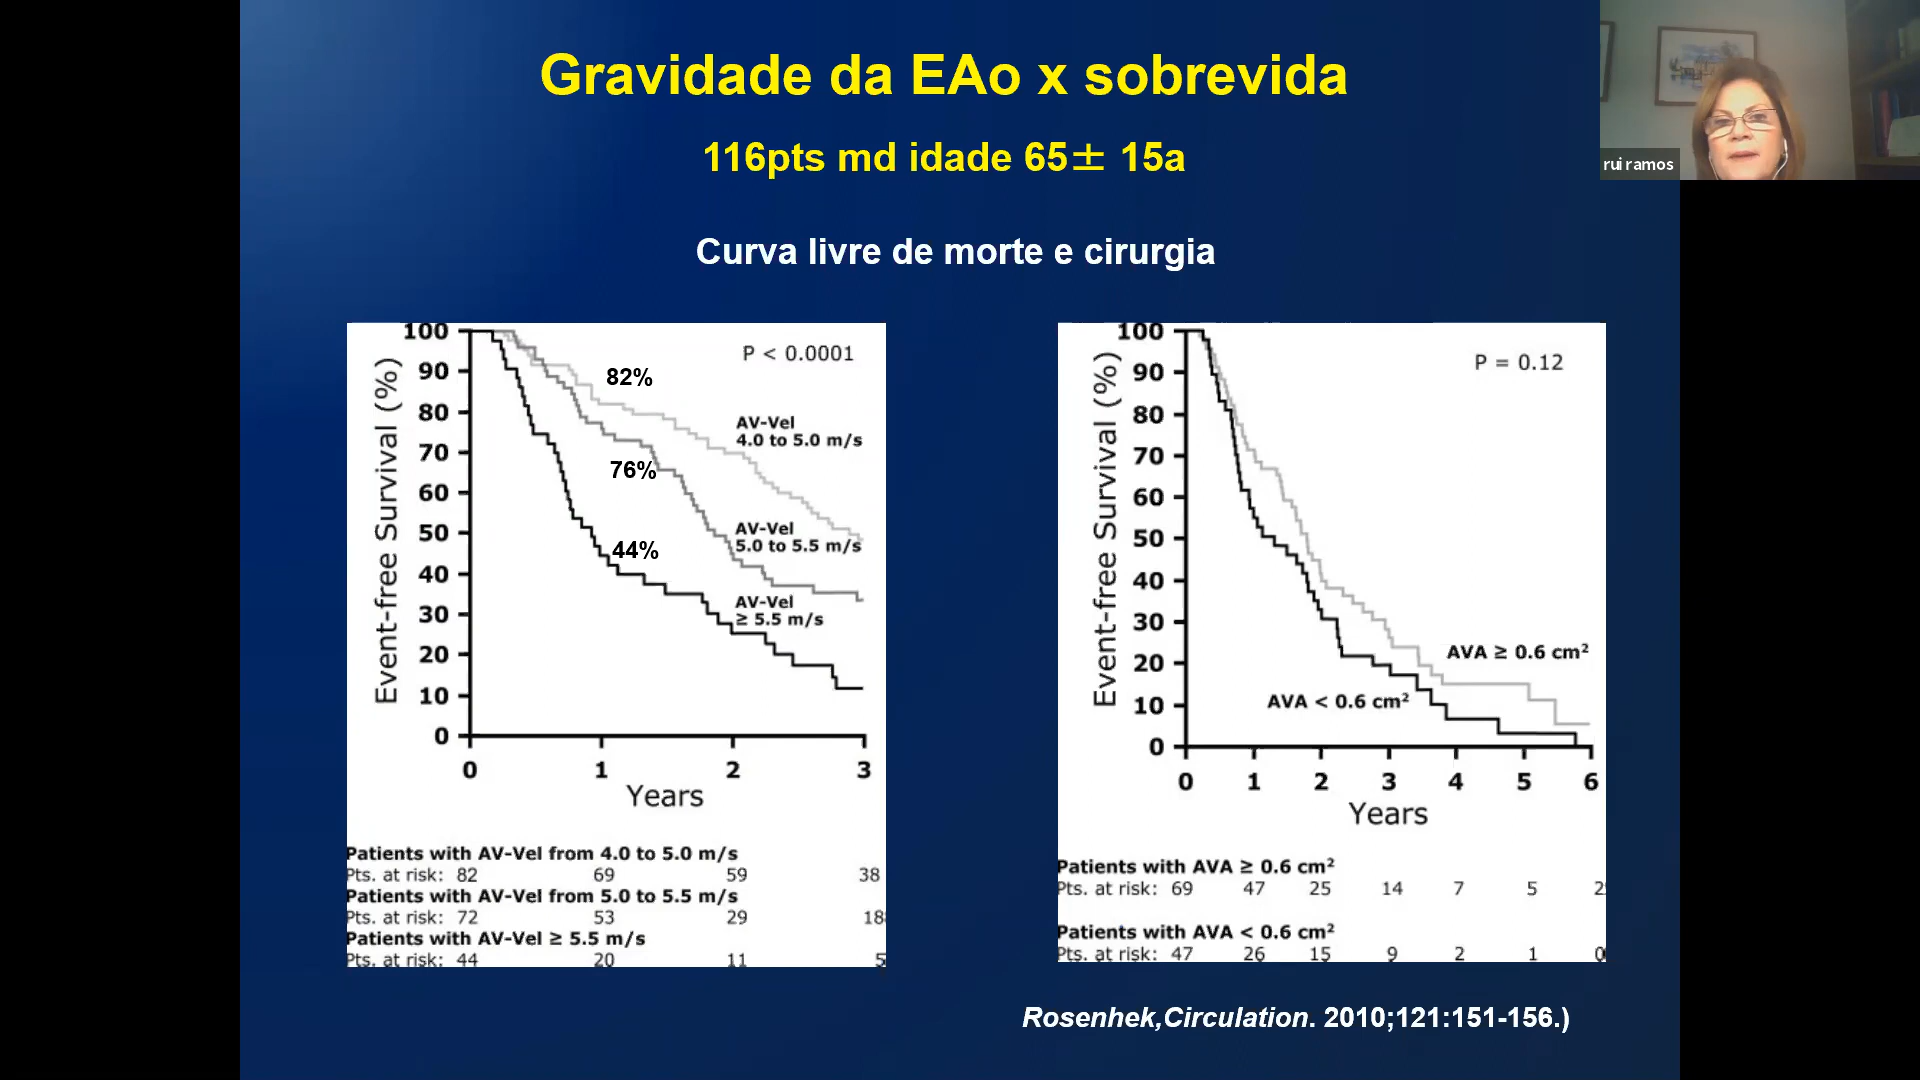 Gravidade da EAo x sobrevida
116pts md idade 65± 15a
rui ramos
Curva livre de morte e cirurgia
Event-free Survival (%)
100
90
80
70
60
50
40
30
20
10
0
P < 0.0001
82%
AV-Vel
4.0 to 5.0 m/s
76%
AV-Vel
5.0 to 5.5 m/s
44%
AV-Vel
≥ 5.5 m/s
0 1 2 3
Years
Patients with AV-Vel from 4.0 to 5.0 m/s
Pts. at risk: 82 69 59 38
Patients with AV-Vel from 5.0 to 5.5 m/s
Pts. at risk: 72 53 29 18
Patients with AV-Vel ≥ 5.5 m/s
Pts. at risk: 44 20 11 5
Event-free Survival (%)
100
90
80
70
60
50
40
30
20
10
0
P = 0.12
AVA ≥ 0.6 cm²
AVA < 0.6 cm²
0 1 2 3 4 5 6
Years
Patients with AVA ≥ 0.6 cm²
Pts. at risk: 69 47 25 14 7 5 2
Patients with AVA < 0.6 cm²
Pts. at risk: 47 26 15 9 2 1 0
Rosenhek,Circulation. 2010;121:151-156.)